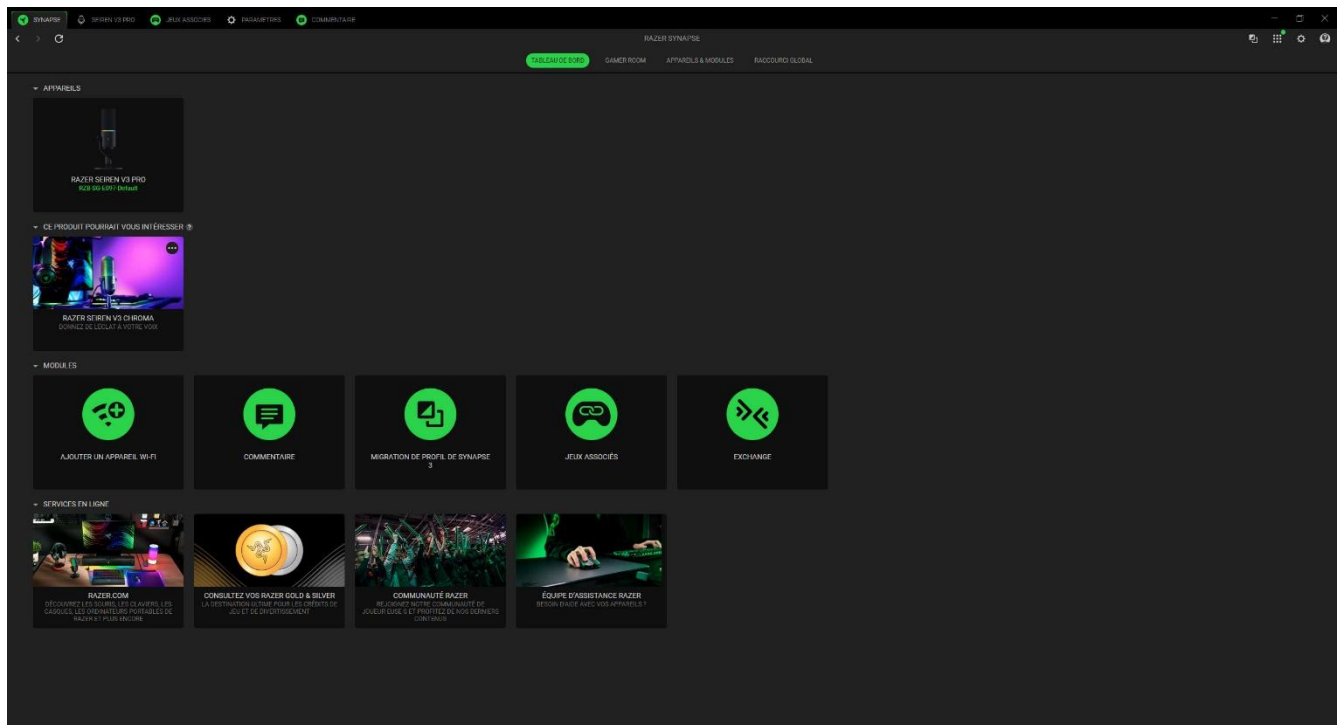 SYNAPSE
SEIREN V3 PRO
JEUX ASSOCIÉS
PARAMÈTRES
COMMENTAIRE
RAZER SYNAPSE
TABLEAU DE BORD
GAMER ROOM
APPAREILS & MODULES
RACCOURCI GLOBAL
APPAREILS
RAZER SEIREN V3 PRO
Default
CE PRODUIT POURRAIT VOUS INTÉRESSER
RAZER SEIREN V3 CHROMA
DONNEZ DE L'ÉCLAT À VOTRE VOIX
MODULES
AJOUTER UN APPAREIL WI-FI
COMMENTAIRE
MIGRATION DE PROFIL DE SYNAPSE
3
JEUX ASSOCIÉS
EXCHANGE
SERVICES EN LIGNE
RAZER.COM
DÉCOUVREZ LES SOURIS, LES CLAVIERS, LES
CASQUES, LES ORDINATEURS PORTABLES DE
RAZER ET PLUS ENCORE
CONSULTEZ VOS RAZER GOLD & SILVER
LA DESTINATION ULTIME POUR LES CRÉDITS DE
JEU ET DE DIVERTISSEMENT
COMMUNAUTÉ RAZER
REJOIGNEZ NOTRE COMMUNAUTÉ DE
JOUEUR·EUSE·S ET PROFITEZ DE NOS DERNIERS
CONTENUS
ÉQUIPE D'ASSISTANCE RAZER
BESOIN D'AIDE AVEC VOS APPAREILS ?